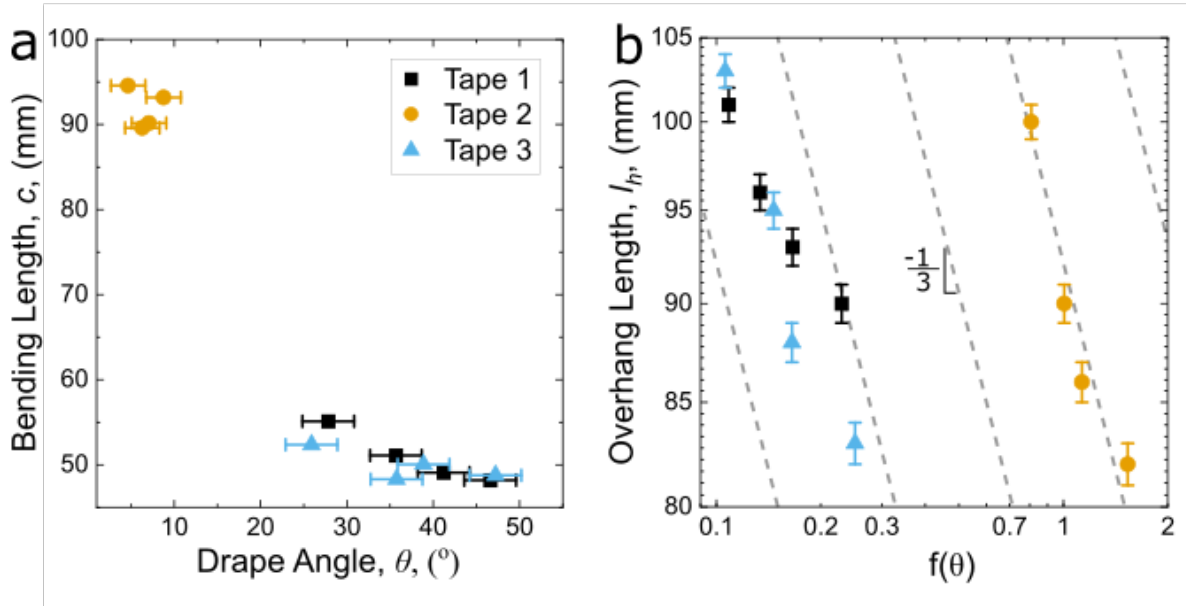 a
100
90
80
70
60
50
10
20
30
40
50
Bending Length, c, (mm)
Drape Angle, θ, (º)
Tape 1
Tape 2
Tape 3
b
105
100
95
90
85
80
0.1
0.2
0.3
0.7
1
2
Overhang Length, l_h, (mm)
f(θ)
-1
3